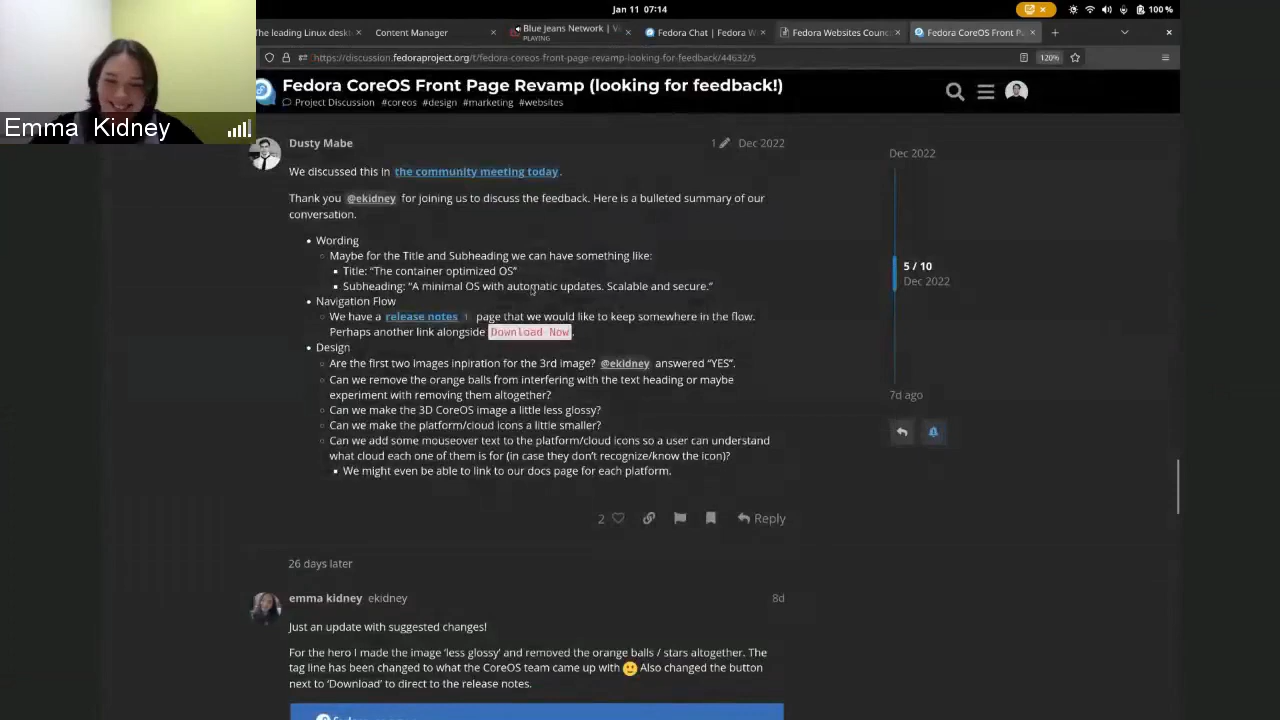 Jan 11 07:14
100 %
The leading Linux desk
Content Manager
Blue Jeans Network | V
PLAYING
Fedora Chat | Fedora W
Fedora Websites Counc
Fedora CoreOS Front P
https://discussion.fedoraproject.org/t/fedora-coreos-front-page-revamp-looking-for-feedback/44632/5
120%
Fedora CoreOS Front Page Revamp (looking for feedback!)
Project Discussion #coreos #design #marketing #websites
Emma Kidney
Dusty Mabe
1 Dec 2022
We discussed this in the community meeting today.
Thank you @ekidney for joining us to discuss the feedback. Here is a bulleted summary of our
conversation.
Wording
Maybe for the Title and Subheading we can have something like:
Title: “The container optimized OS”
Subheading: “A minimal OS with automatic updates. Scalable and secure.”
Navigation Flow
We have a release notes 1 page that we would like to keep somewhere in the flow.
Perhaps another link alongside Download Now.
Design
Are the first two images inpiration for the 3rd image? @ekidney answered “YES”.
Can we remove the orange balls from interfering with the text heading or maybe
experiment with removing them altogether?
Can we make the 3D CoreOS image a little less glossy?
Can we make the platform/cloud icons a little smaller?
Can we add some mouseover text to the platform/cloud icons so a user can understand
what cloud each one of them is for (in case they don’t recognize/know the icon)?
We might even be able to link to our docs page for each platform.
2
Reply
Dec 2022
5 / 10
Dec 2022
7d ago
26 days later
emma kidney ekidney
8d
Just an update with suggested changes!
For the hero I made the image ‘less glossy’ and removed the orange balls / stars altogether. The
tag line has been changed to what the CoreOS team came up with 🙂 Also changed the button
next to ‘Download’ to direct to the release notes.